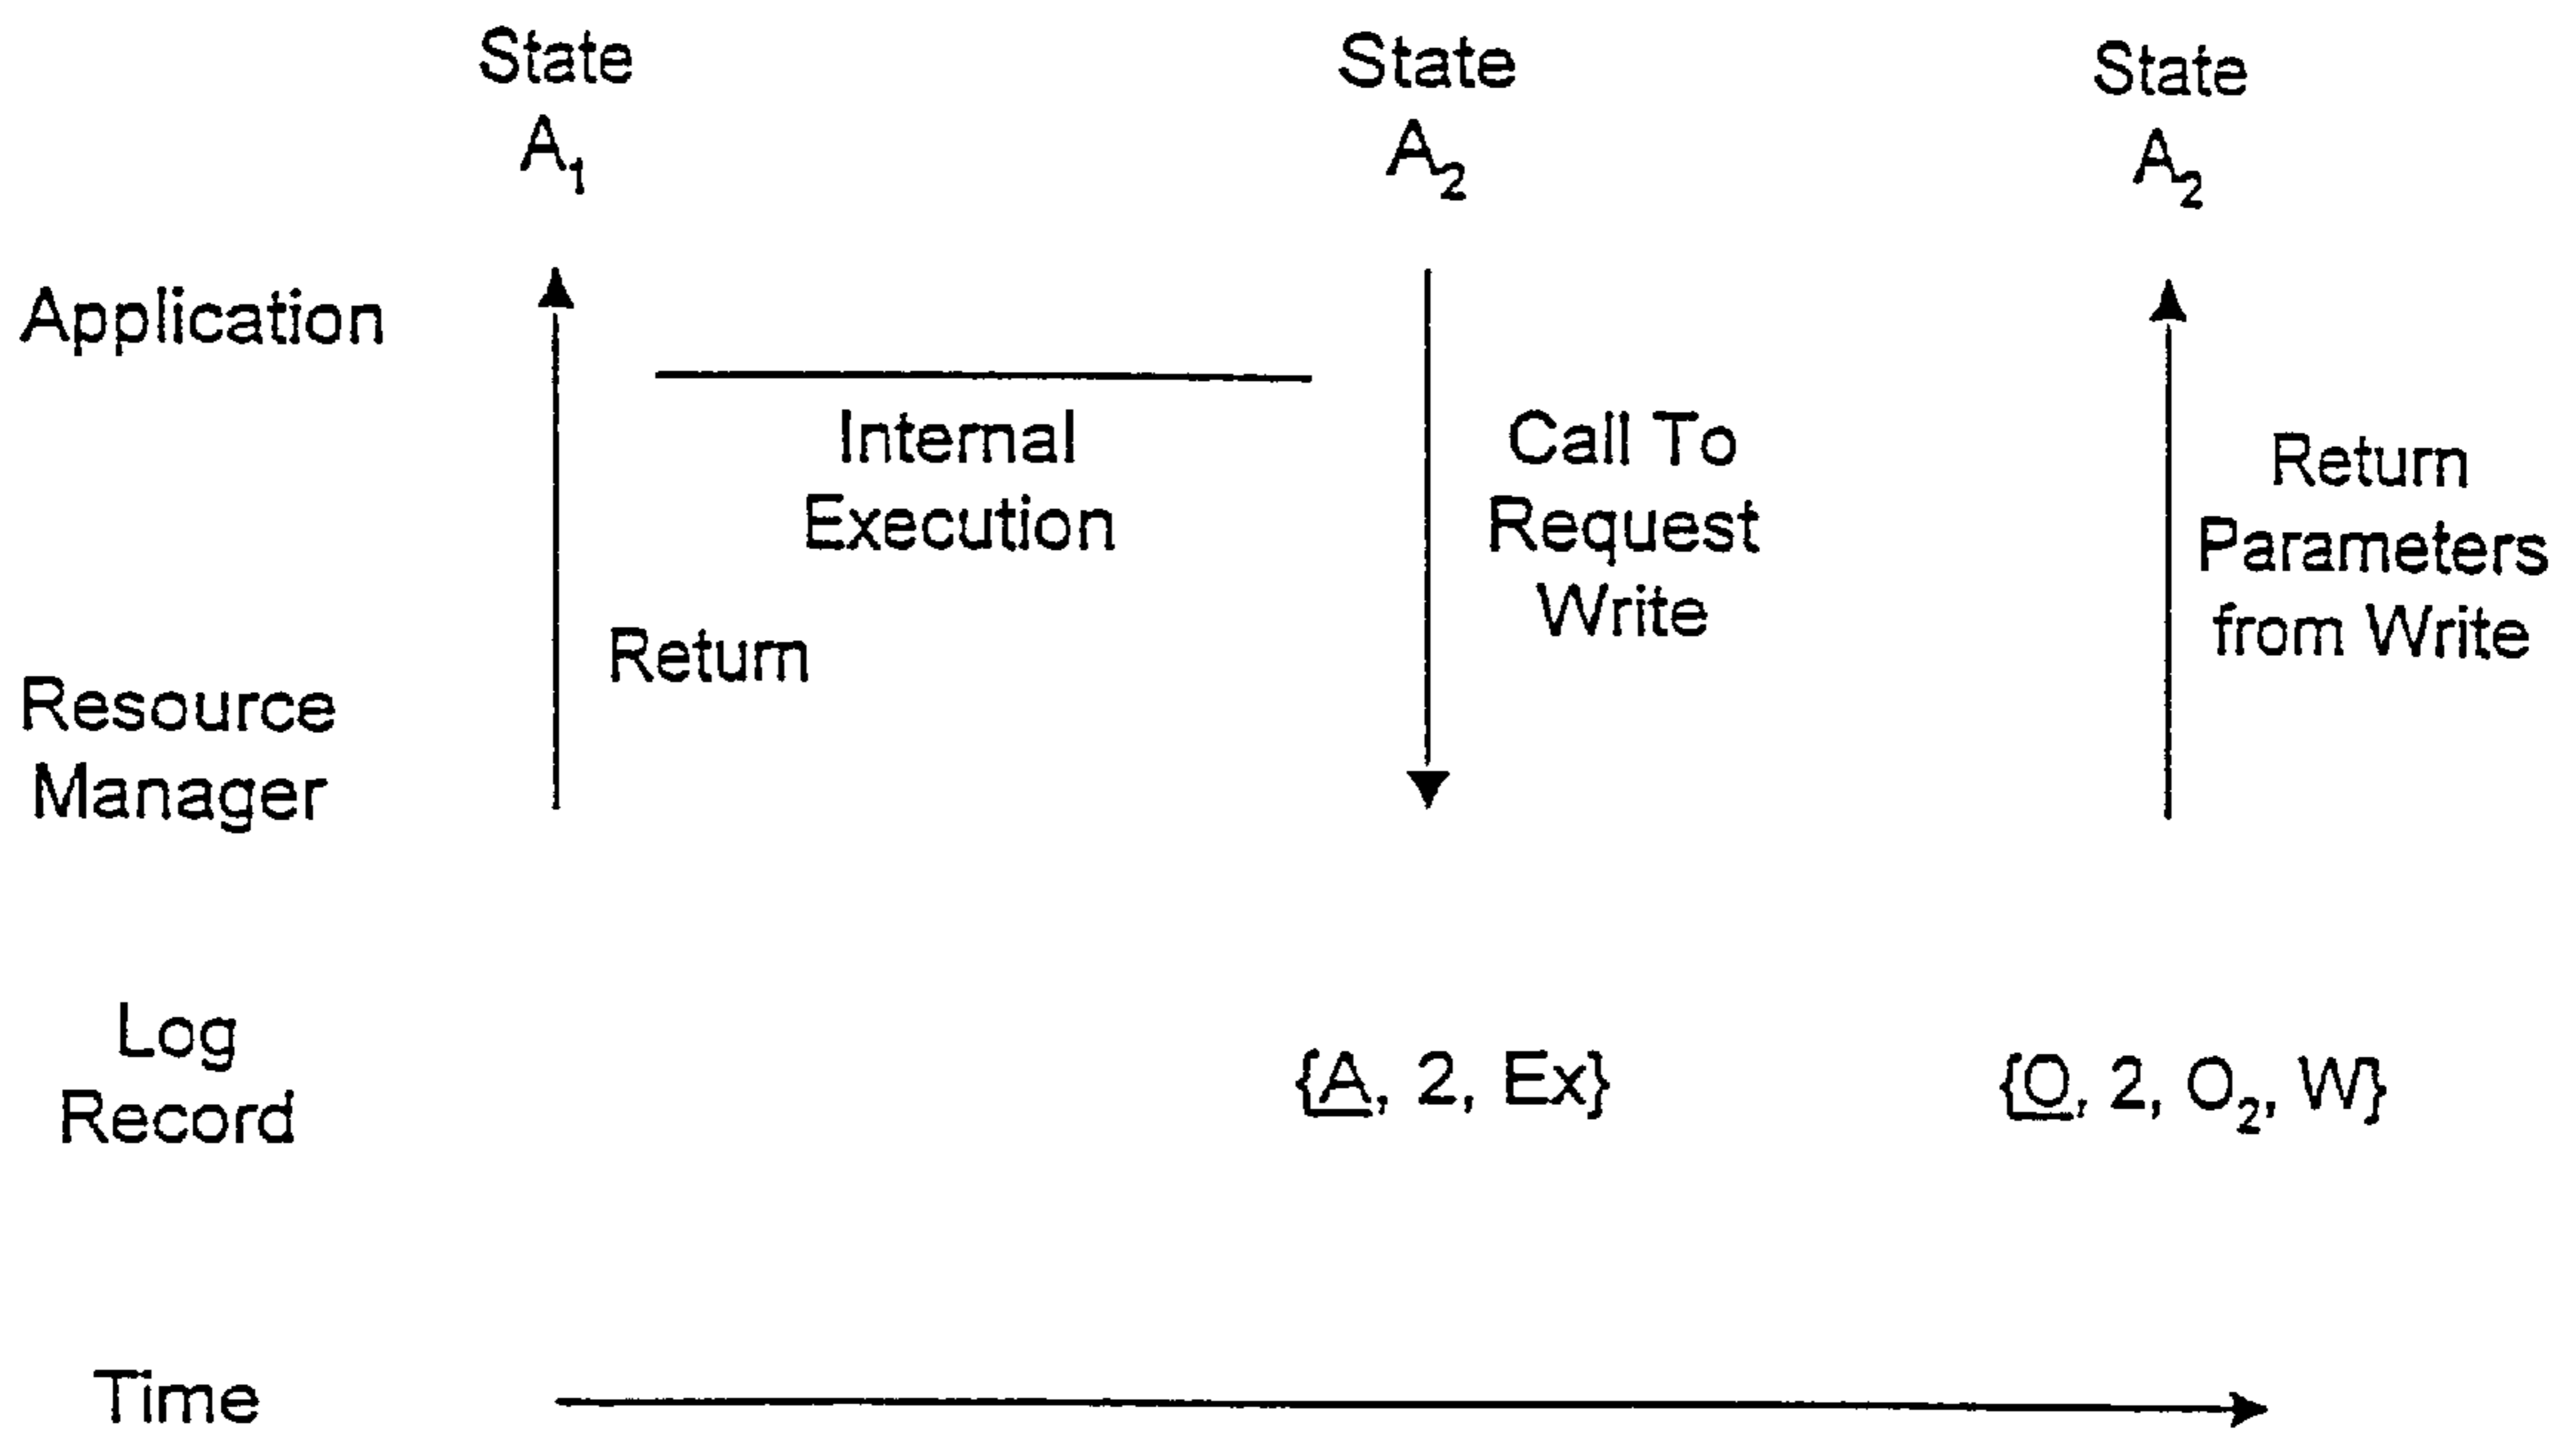 State
A₁
State
A₂
State
A₂
Application
Internal
Execution
Call To
Request
Write
Return
Parameters
from Write
Return
Resource
Manager
Log
Record
{A, 2, Ex}
{O, 2, O₂, W}
Time